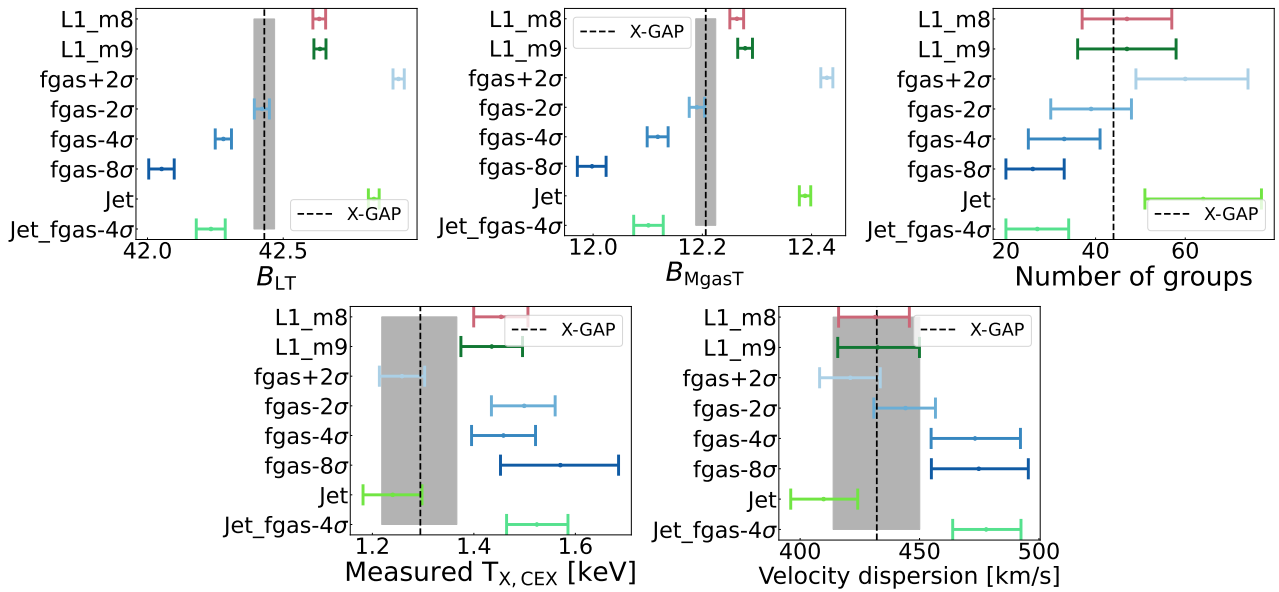 L1_m8
L1_m9
fgas+2σ
fgas-2σ
fgas-4σ
fgas-8σ
Jet
Jet_fgas-4σ
X-GAP
42.0 42.5
B_LT
L1_m8
L1_m9
fgas+2σ
fgas-2σ
fgas-4σ
fgas-8σ
Jet
Jet_fgas-4σ
X-GAP
12.0 12.2 12.4
B_MgasT
L1_m8
L1_m9
fgas+2σ
fgas-2σ
fgas-4σ
fgas-8σ
Jet
Jet_fgas-4σ
X-GAP
20 40 60
Number of groups
L1_m8
L1_m9
fgas+2σ
fgas-2σ
fgas-4σ
fgas-8σ
Jet
Jet_fgas-4σ
X-GAP
1.2 1.4 1.6
Measured T_X, CEX [keV]
L1_m8
L1_m9
fgas+2σ
fgas-2σ
fgas-4σ
fgas-8σ
Jet
Jet_fgas-4σ
X-GAP
400 450 500
Velocity dispersion [km/s]